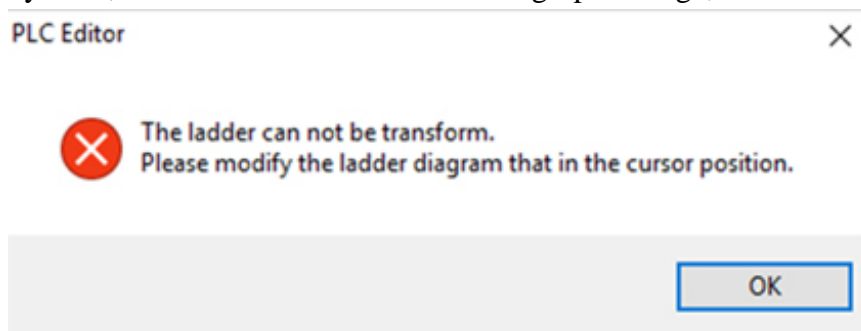 PLC Editor
The ladder can not be transform.
Please modify the ladder diagram that in the cursor position.
OK